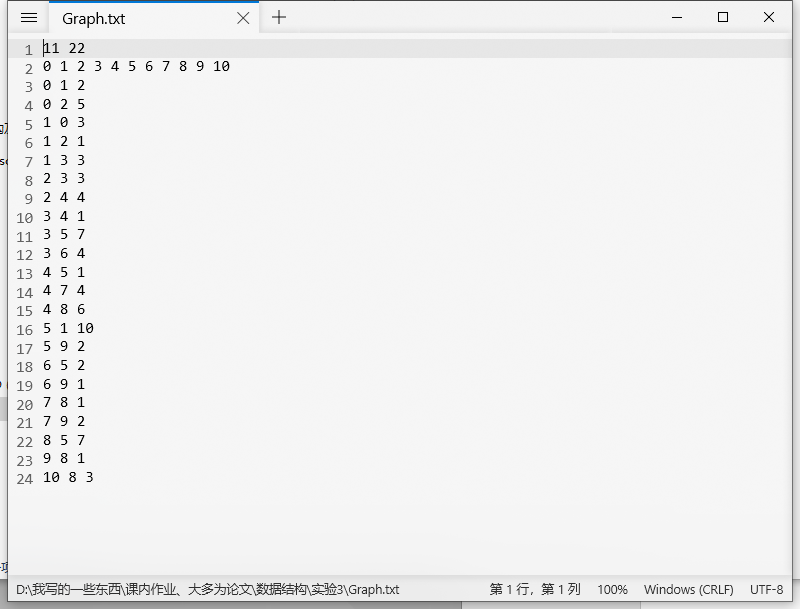 Graph.txt
1 11 22
2 0 1 2 3 4 5 6 7 8 9 10
3 0 1 2
4 0 2 5
5 1 0 3
6 1 2 1
7 1 3 3
8 2 3 3
9 2 4 4
10 3 4 1
11 3 5 7
12 3 6 4
13 4 5 1
14 4 7 4
15 4 8 6
16 5 1 10
17 5 9 2
18 6 5 2
19 6 9 1
20 7 8 1
21 7 9 2
22 8 5 7
23 9 8 1
24 10 8 3
D:\我写的一些东西\课内作业、大多为论文\数据结构\实验3\Graph.txt 第 1 行，第 1 列 100% Windows (CRLF) UTF-8